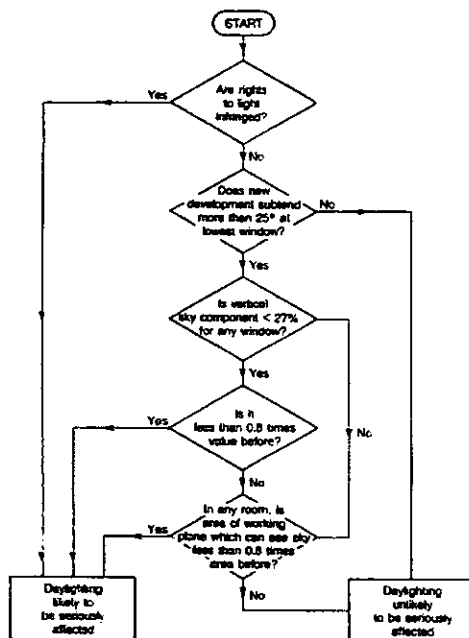 START
Are rights
to light
infringed?
Yes
No
Does new
development subtend
more than 25° at
lowest window?
No
Yes
Is vertical
sky component < 27%
for any window?
Yes
No
Is it
less than 0.8 times
value before?
Yes
No
In any room, is
area of working
plane which can see sky
less than 0.8 times
area before?
Yes
No
Daylighting
likely to
be seriously
affected
Daylighting
unlikely
to be seriously
affected